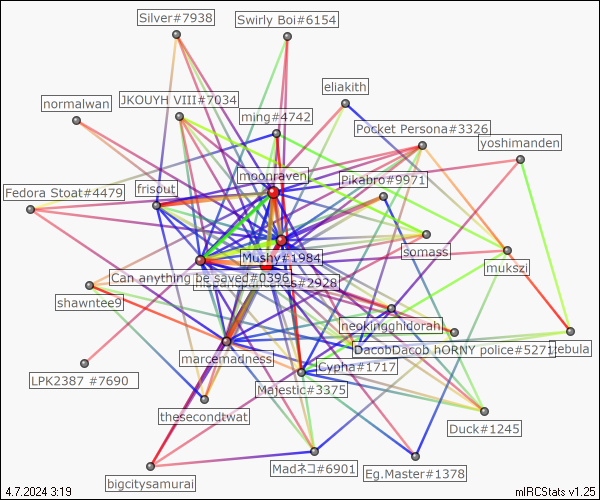 Silver#7938
Swirly Boi#6154
eliakith
normalwan
JKOUYH VIII#7034
ming#4742
Pocket Persona#3326
yoshimanden
moonraven
Pikabro#9971
Fedora Stoat#4479
frisout
somass
Mushy#1984
mukszi
Can anything be saved#0396
#2928
shawntee9
neokingghidorah
marcemadness
DacobDacob hORNY police#5271
zebula
Cypha#1717
LPK2387 #7690
Majestic#3375
thesecondtwat
Duck#1245
Madネコ#6901
Eg.Master#1378
bigcitysamurai
4.7.2024 3:19
mIRCStats v1.25